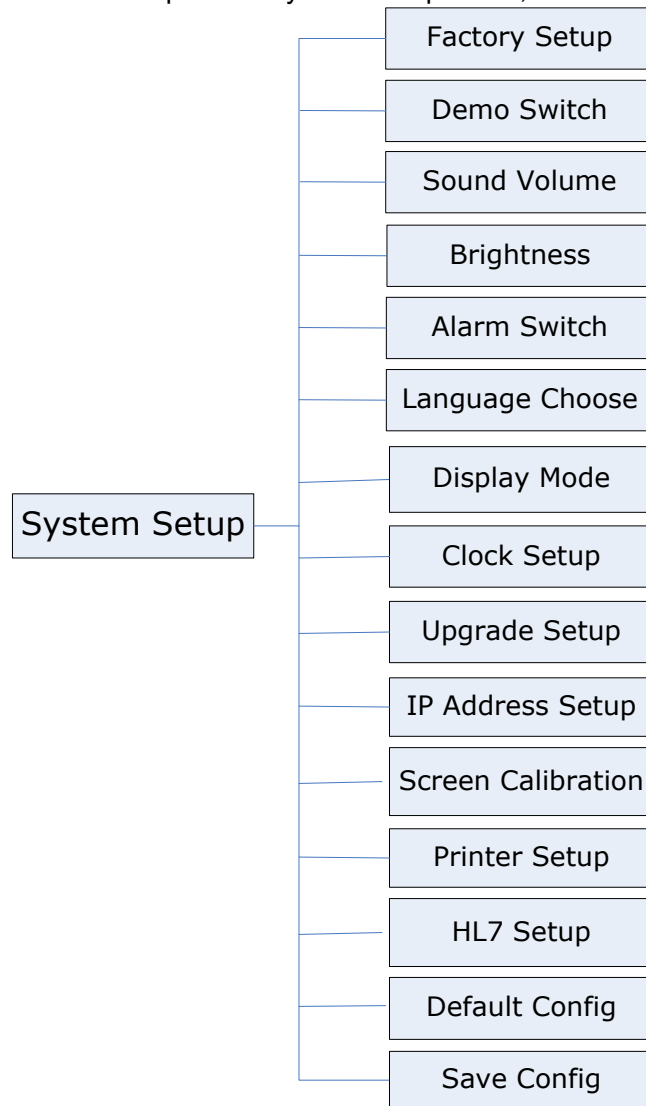 Factory Setup
Demo Switch
Sound Volume
Brightness
Alarm Switch
Language Choose
Display Mode
System Setup
Clock Setup
Upgrade Setup
IP Address Setup
Screen Calibration
Printer Setup
HL7 Setup
Default Config
Save Config